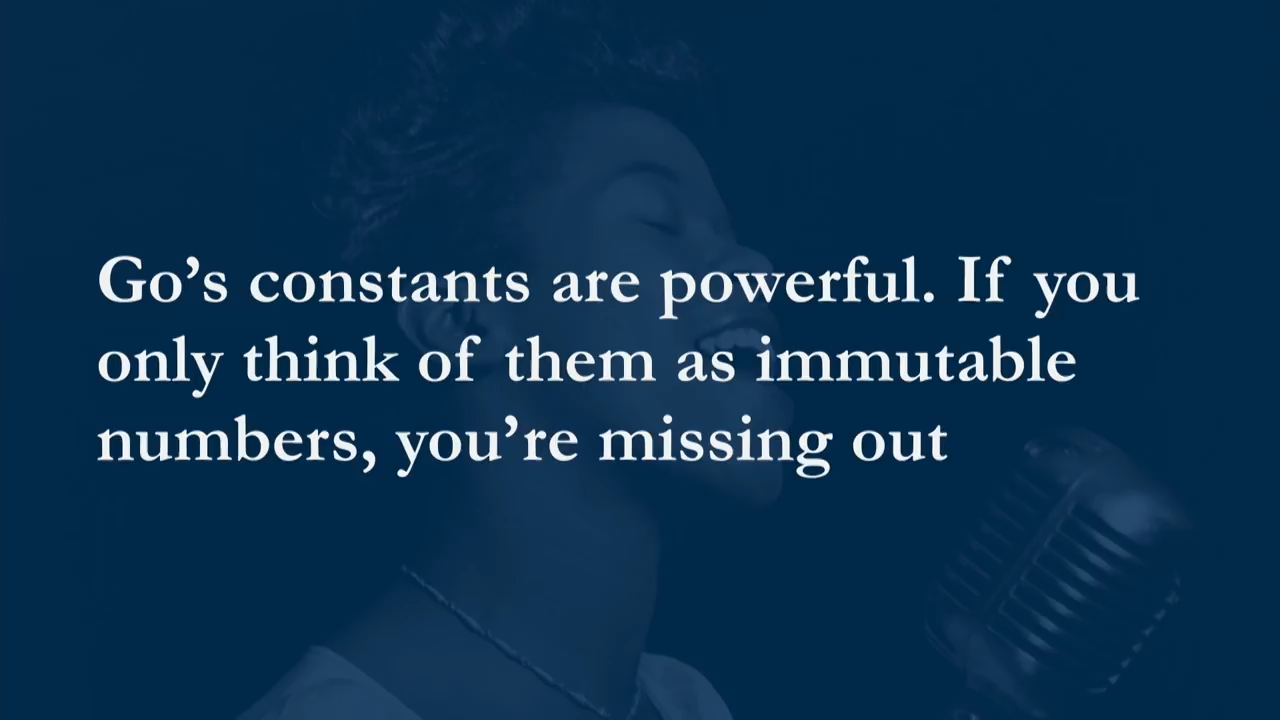 Go’s constants are powerful. If you
only think of them as immutable
numbers, you’re missing out